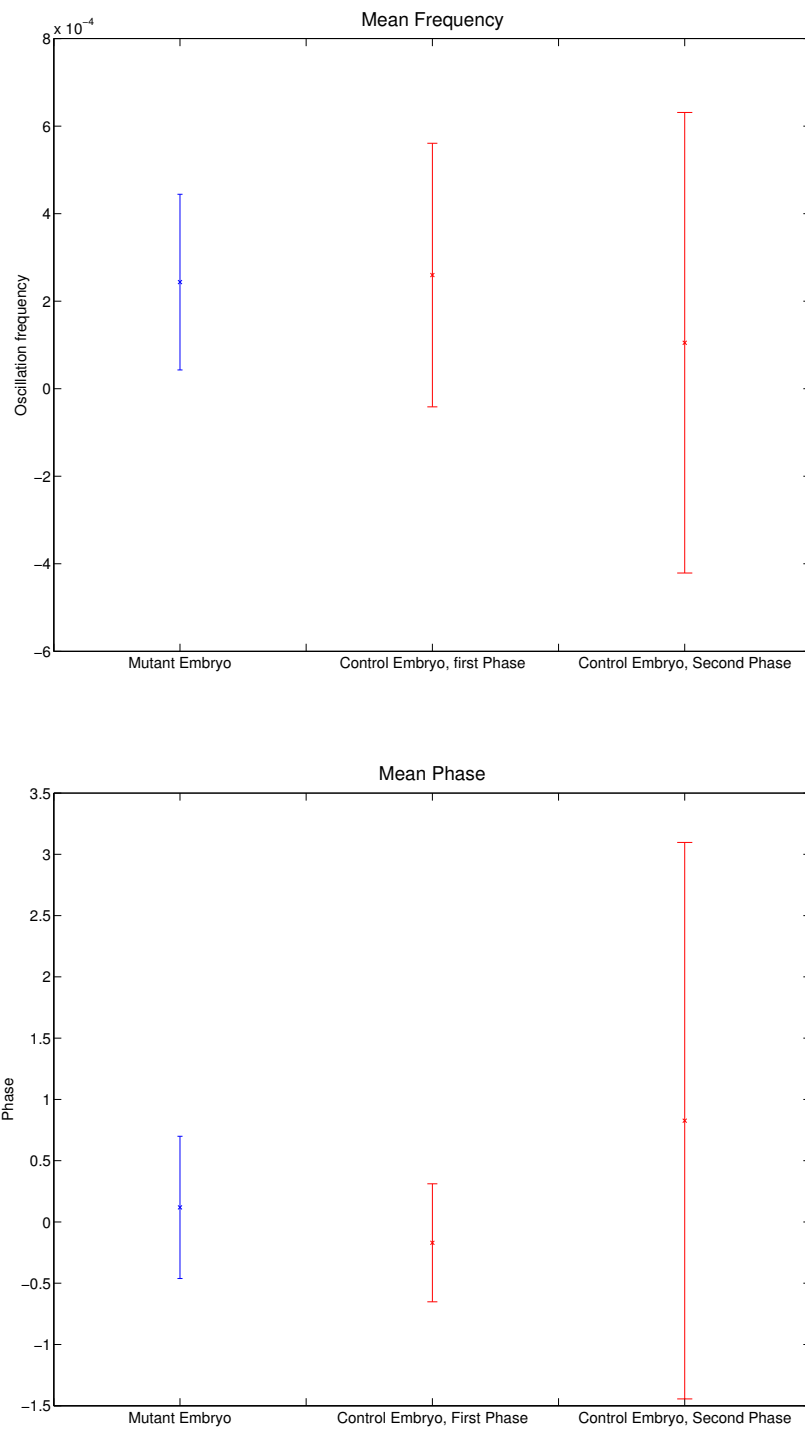 Mean Frequency
x 10−4
8
6
4
2
0
−2
−4
−6
Oscillation frequency
Mutant Embryo
Control Embryo, first Phase
Control Embryo, Second Phase
Mean Phase
3.5
3
2.5
2
1.5
1
0.5
0
−0.5
−1
−1.5
Phase
Mutant Embryo
Control Embryo, First Phase
Control Embryo, Second Phase